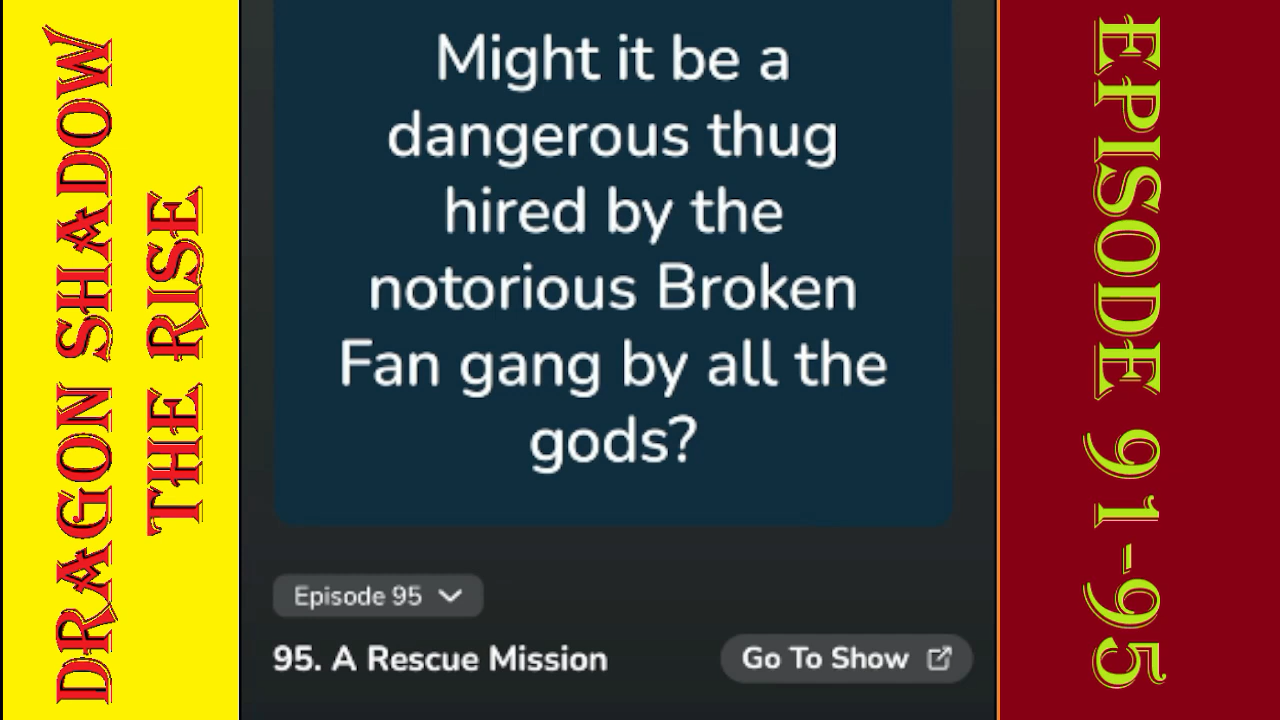 DRAGON SHADOW
THE RISE
Might it be a
dangerous thug
hired by the
notorious Broken
Fan gang by all the
gods?
Episode 95
95. A Rescue Mission
Go To Show
EPISODE 91-95